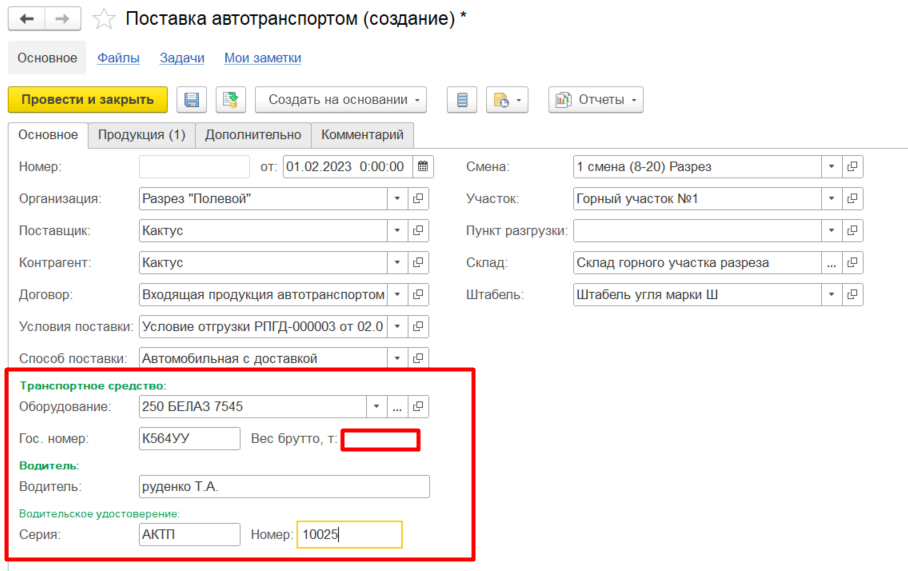 Поставка автотранспортом (создание) *
Основное Файлы Задачи Мои заметки
Провести и закрыть Создать на основании Отчеты
Основное Продукция (1) Дополнительно Комментарий
Номер: от: 01.02.2023 0:00:00 Смена: 1 смена (8-20) Разрез
Организация: Разрез "Полевой" Участок: Горный участок №1
Поставщик: Кактус Пункт разгрузки:
Контрагент: Кактус Склад: Склад горного участка разреза ...
Договор: Входящая продукция автотранспортом Штабель: Штабель угля марки Ш
Условия поставки: Условие отгрузки РПГД-000003 от 02.0
Способ поставки: Автомобильная с доставкой
Транспортное средство:
Оборудование: 250 БЕЛАЗ 7545 ...
Гос. номер: К564УУ Вес брутто, т:
Водитель:
Водитель: руденко Т.А.
Водительское удостоверение:
Серия: АКТП Номер: 10025